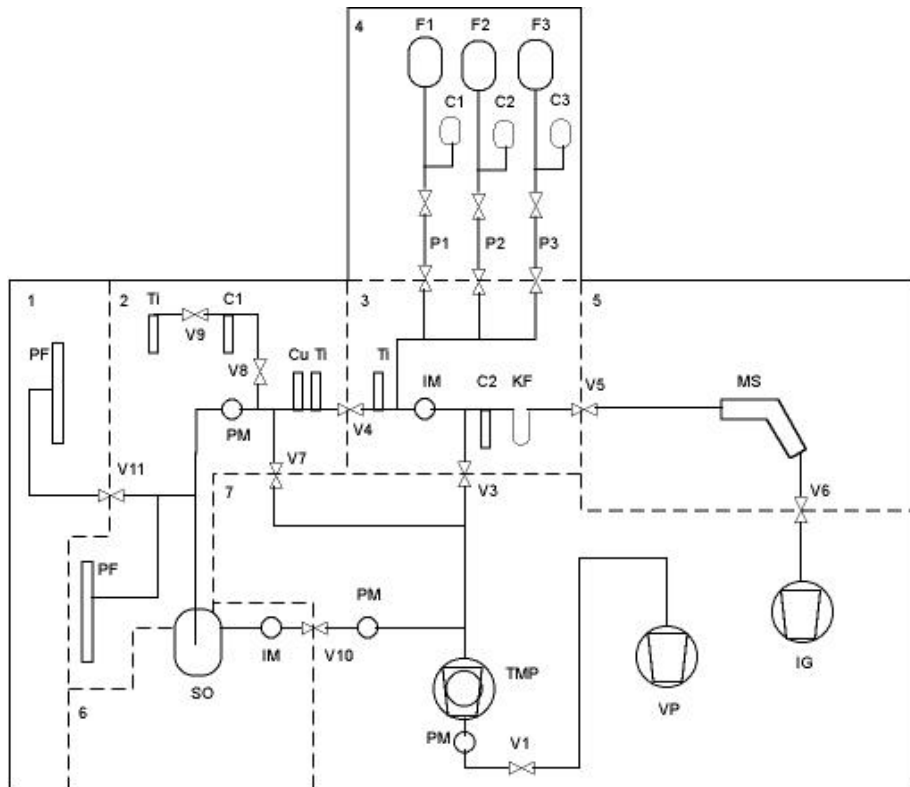 4 F1 F2 F3
C1 C2 C3
P1 P2 P3
1 2 Ti C1 3 5
V9
PF V8 Cu Ti Ti IM C2 KF V5 MS
PM V4
V11 7 V7 V3 V6
PF PM
IM V10
SO TMP VP IG
6
PM V1